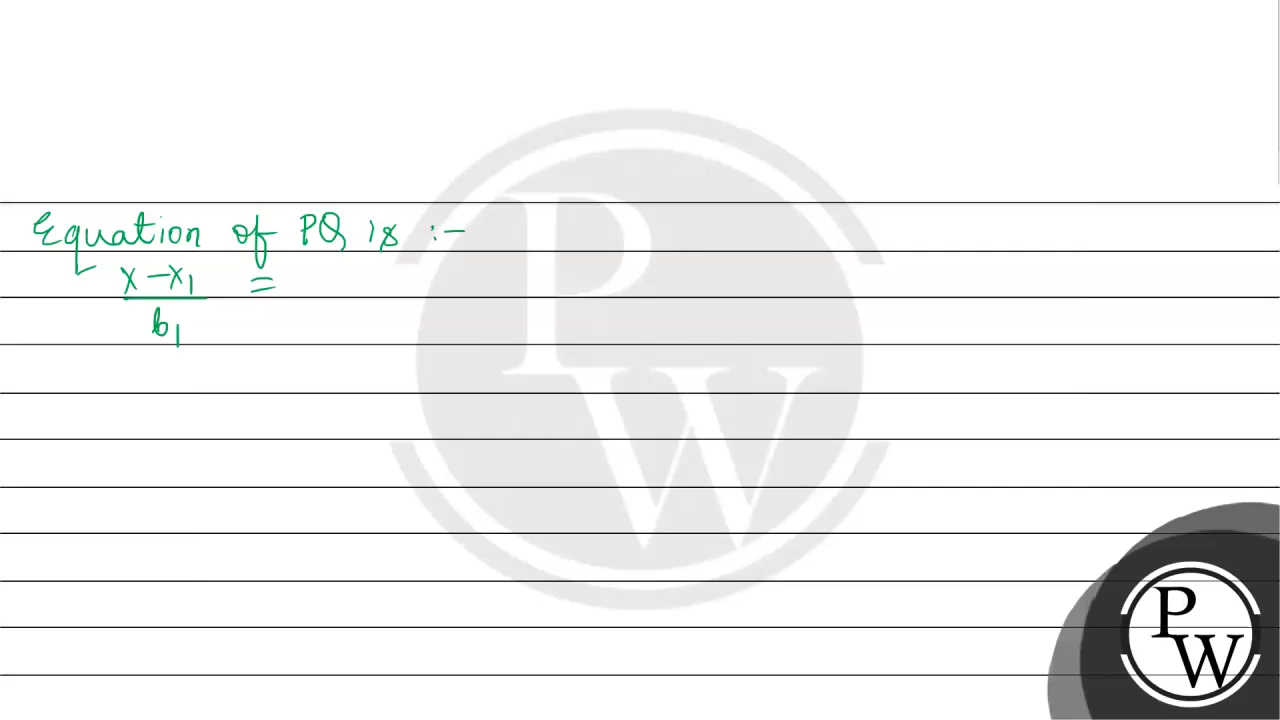 Equation of PQ is :-
x - x₁ =
b₁
P
W
P
W